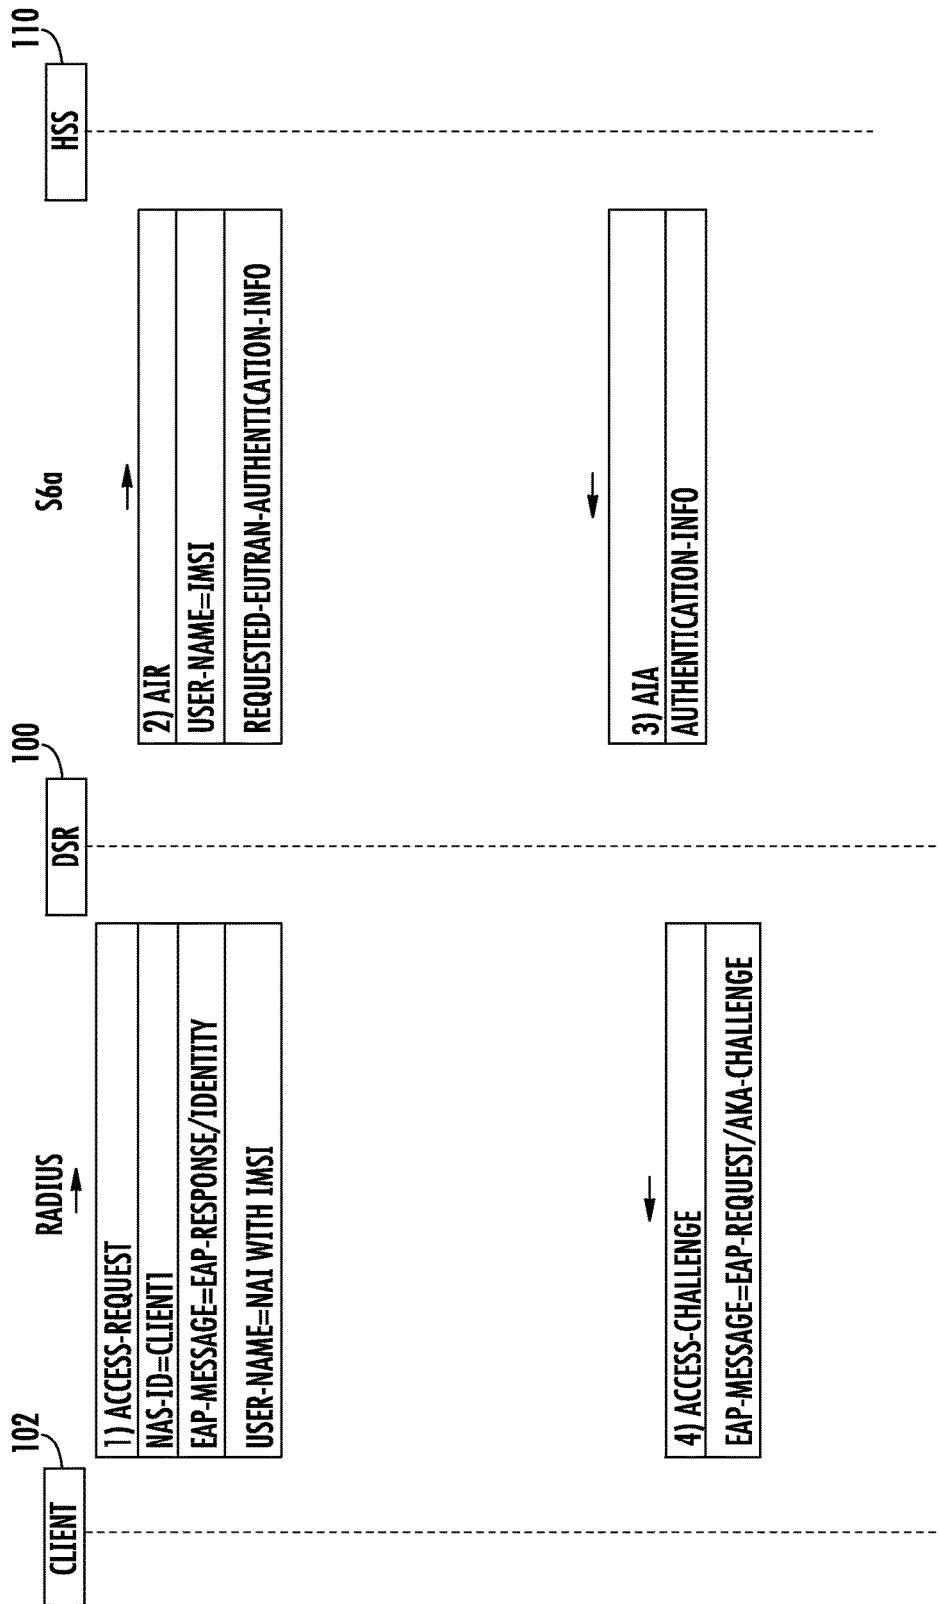 102
100
110
CLIENT
DSR
HSS
RADIUS
S6a
1) ACCESS-REQUEST
NAS-ID=CLIENT1
EAP-MESSAGE=EAP-RESPONSE/IDENTITY
USER-NAME=NAI WITH IMSI
2) AIR
USER-NAME=IMSI
REQUESTED-EUTRAN-AUTHENTICATION-INFO
3) AIA
AUTHENTICATION-INFO
4) ACCESS-CHALLENGE
EAP-MESSAGE=EAP-REQUEST/AKA-CHALLENGE